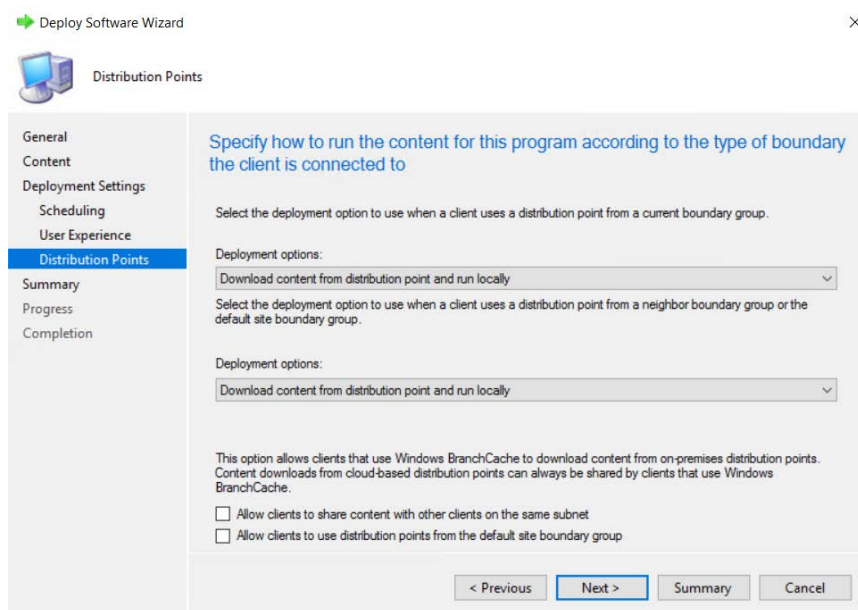 Deploy Software Wizard
Distribution Points
General
Content
Deployment Settings
Scheduling
User Experience
Distribution Points
Summary
Progress
Completion
Specify how to run the content for this program according to the type of boundary
the client is connected to
Select the deployment option to use when a client uses a distribution point from a current boundary group.
Deployment options:
Download content from distribution point and run locally
Select the deployment option to use when a client uses a distribution point from a neighbor boundary group or the
default site boundary group.
Deployment options:
Download content from distribution point and run locally
This option allows clients that use Windows BranchCache to download content from on-premises distribution points.
Content downloads from cloud-based distribution points can always be shared by clients that use Windows
BranchCache.
Allow clients to share content with other clients on the same subnet
Allow clients to use distribution points from the default site boundary group
< Previous
Next >
Summary
Cancel